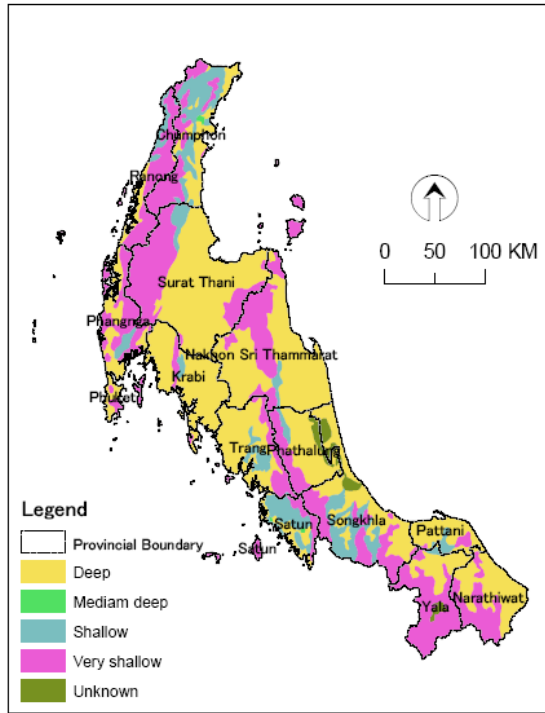 Chumphon
Ranong
Surat Thani
Phangnga
Nakhon Sri Thammarat
Krabi
Phuket
Trang
Phathalung
Satun
Songkhla
Pattani
Satun
Yala
Narathiwat
0 50 100 KM
Legend
Provincial Boundary
Deep
Mediam deep
Shallow
Very shallow
Unknown